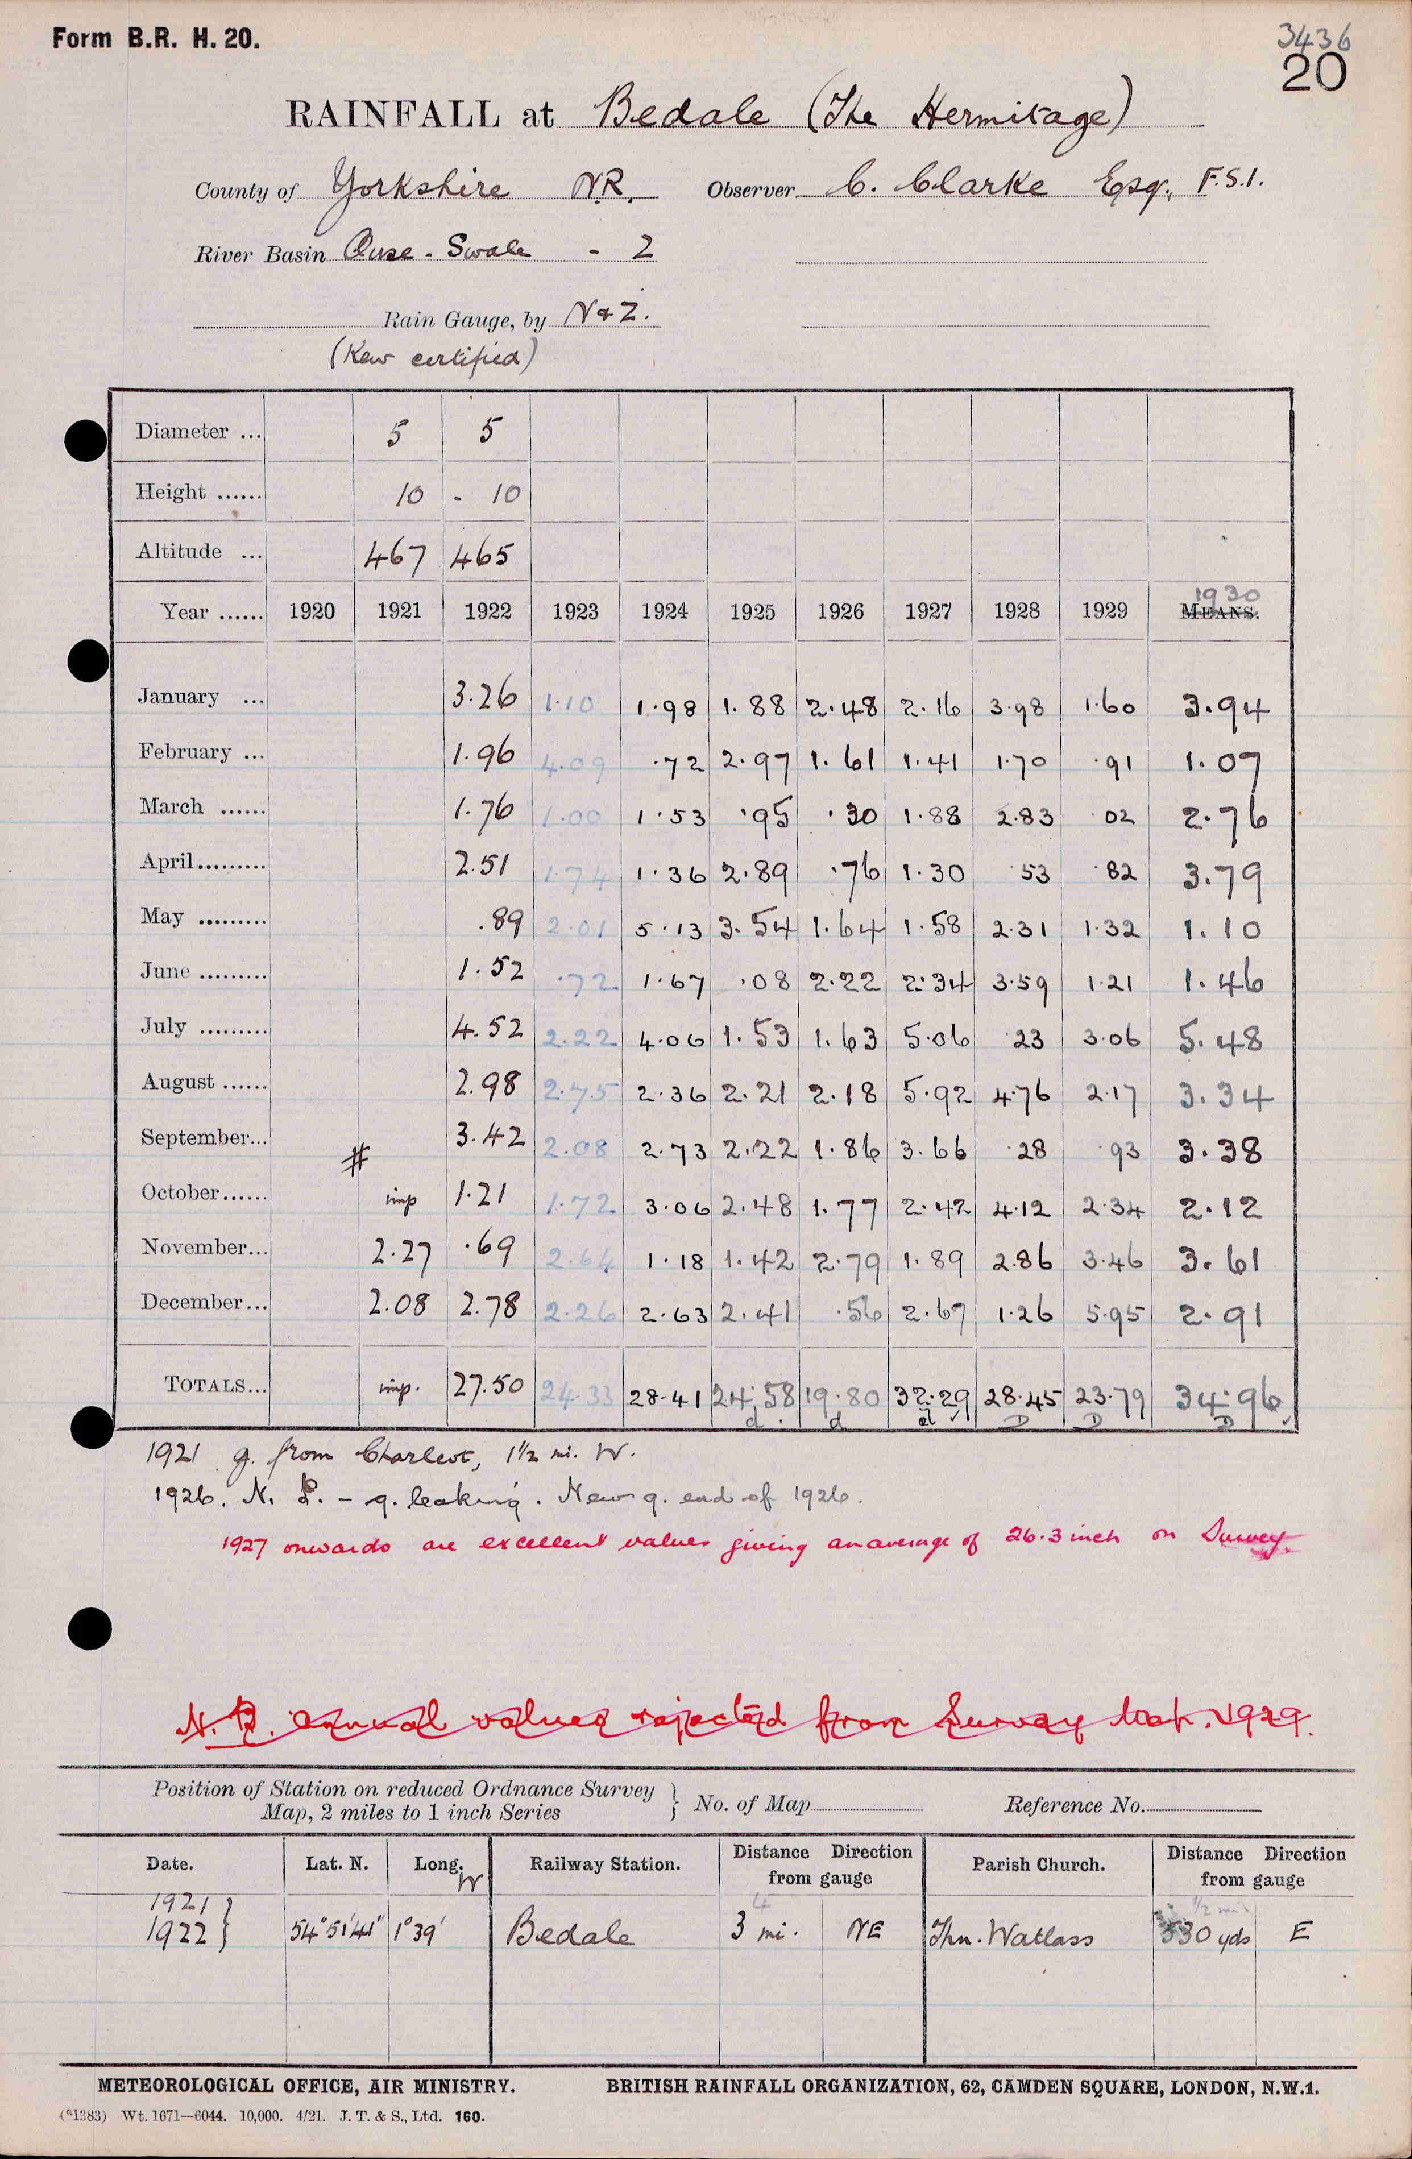 Form B.R. H. 20.
3436
20
RAINFALL at Bedale (The Hermitage)
County of Yorkshire N.R. Observer C. Clarke Esq., F.S.I.
River Basin Ouse - Swale - 2
Rain Gauge, by N & Z.
(Kew certified)
Diameter ... 5 5
Height ...... 10 - 10
Altitude ... 467 465
1930
Year ...... 1920 1921 1922 1923 1924 1925 1926 1927 1928 1929 MEANS.
January ... 3.26 1.10 1.98 1.88 2.48 2.16 3.98 1.60 3.94
February ... 1.96 4.09 .72 2.97 1.61 1.41 1.70 .91 1.07
March ...... 1.76 1.00 1.53 .95 .30 1.88 2.83 02 2.76
April......... 2.51 1.74 1.36 2.89 .76 1.30 .53 .82 3.79
May ......... .89 2.01 5.13 3.54 1.64 1.58 2.31 1.32 1.10
June ......... 1.52 .72 1.67 .08 2.22 2.34 3.59 1.21 1.46
July ......... 4.52 2.22 4.06 1.53 1.63 5.06 .23 3.06 5.48
August ...... 2.98 2.75 2.36 2.21 2.18 5.92 4.76 2.17 3.34
September... # 3.42 2.08 2.73 2.22 1.86 3.66 .28 .93 3.38
October...... imp 1.21 1.72 3.06 2.48 1.77 2.42 4.12 2.34 2.12
November... 2.27 .69 2.64 1.18 1.42 2.79 1.89 2.86 3.46 3.61
December... 2.08 2.78 2.26 2.63 2.41 .56 2.67 1.26 5.95 2.91
TOTALS... imp. 27.50 24.33 28.41 24.58 19.80 32.29 28.45 23.79 34.96
d d d D D D
1921 g. from Charlcot, 1½ mi. W.
1926. N. B. - g. leaking. New g. end of 1926.
1927 onwards are excellent values giving an average of 26.3 inch on Survey.
N.B. annual values rejected from Survey Mar. 1929.
Position of Station on reduced Ordnance Survey
Map, 2 miles to 1 inch Series } No. of Map Reference No.
Date. Lat. N. Long. W Railway Station. Distance Direction from gauge Parish Church. Distance Direction from gauge
1921 }
1922 } 54° 51' 41" 1° 39' Bedale 3 mi. NE Thn. Watlass 530 yds E
4
½ mi
METEOROLOGICAL OFFICE, AIR MINISTRY. BRITISH RAINFALL ORGANIZATION, 62, CAMDEN SQUARE, LONDON, N.W.1.
(*1383) Wt. 1671—6044. 10,000. 4/21. J. T. & S., Ltd. 160.